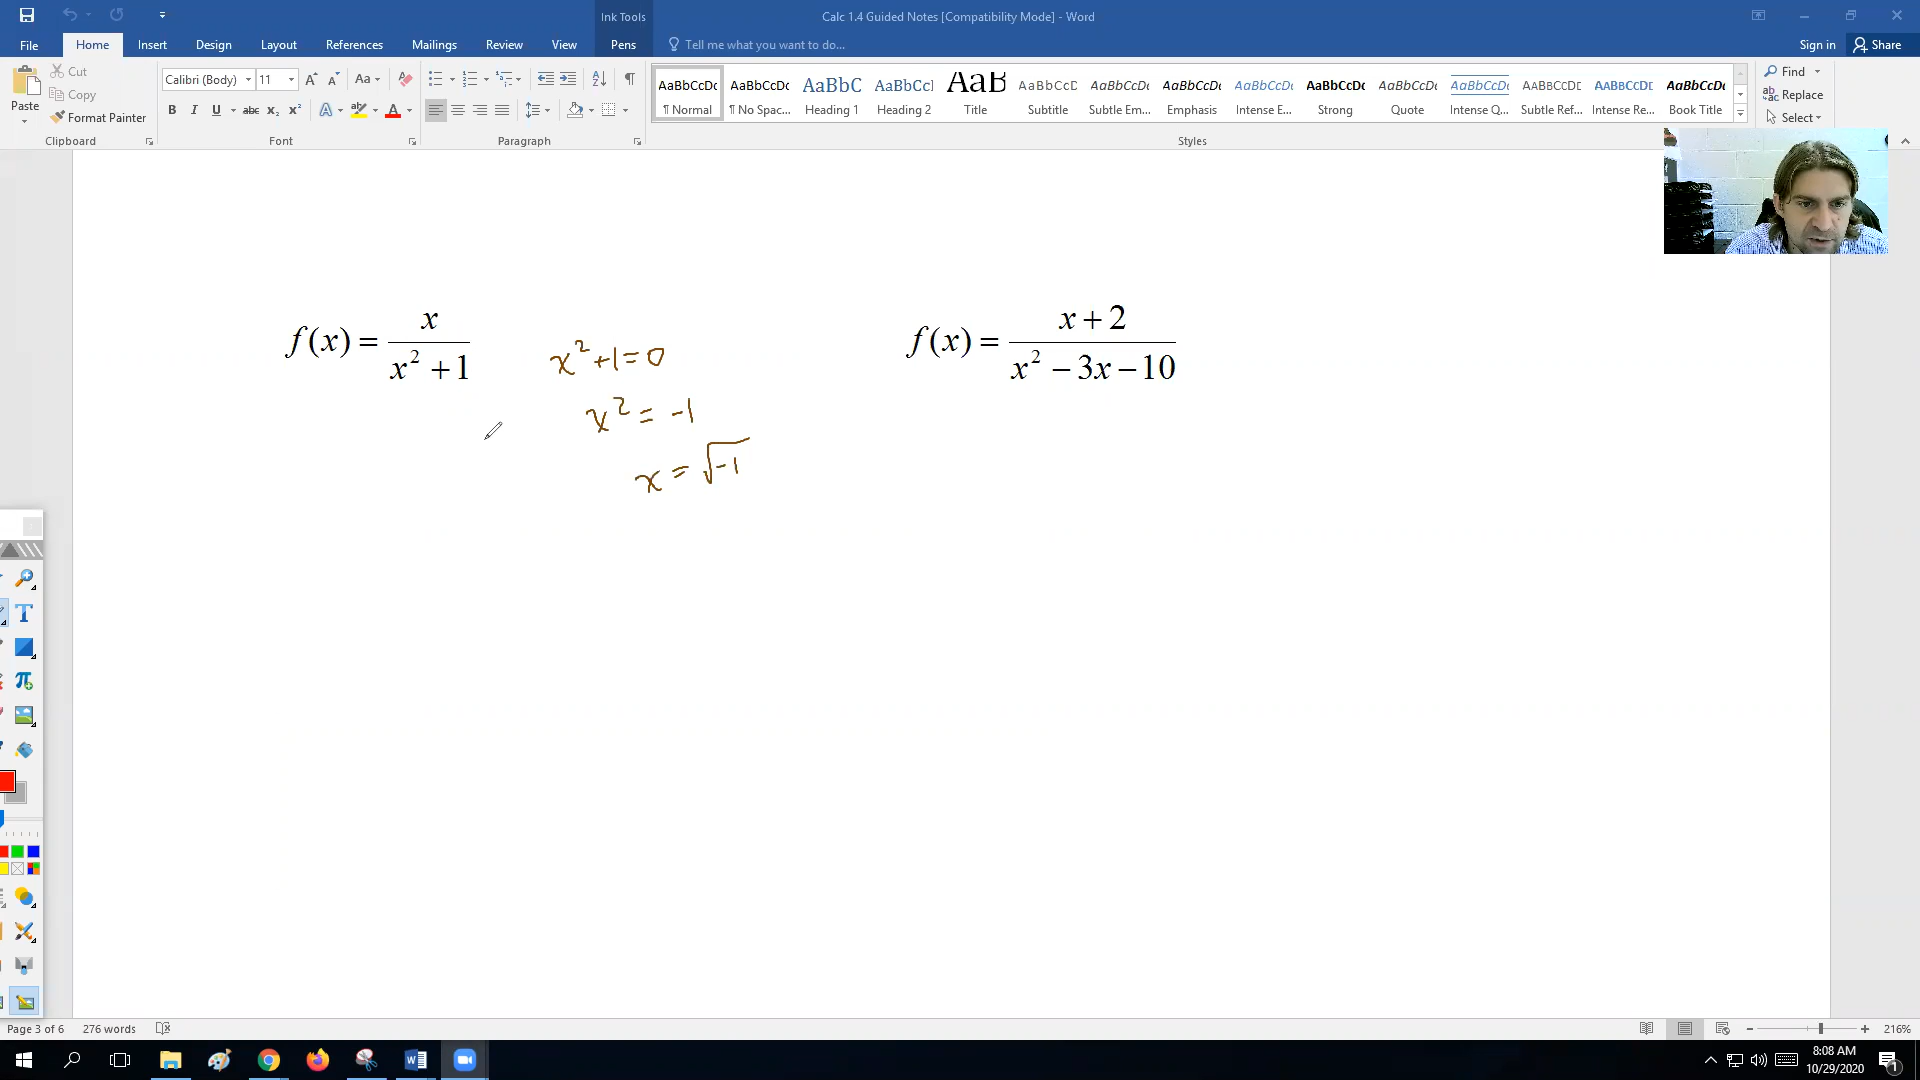 Ink Tools
Calc 1.4 Guided Notes [Compatibility Mode] - Word
File Home Insert Design Layout References Mailings Review View Pens Tell me what you want to do... Sign in Share
Paste
Cut
Copy
Format Painter
Clipboard
Calibri (Body) 11
Font
Paragraph
AaBbCcDc AaBbCcDc AaBbC AaBbCcI AaB AaBbCcD AaBbCcDc AaBbCcDc AaBbCcDc AaBbCcDc AaBbCcDc AaBbCcDc AABBCCDI AABBCCDI AaBbCcDc
¶ Normal ¶ No Spac... Heading 1 Heading 2 Title Subtitle Subtle Em... Emphasis Intense E... Strong Quote Intense Q... Subtle Ref... Intense Re... Book Title
Styles
Find
Replace
Select
f(x) = x / (x² + 1)
x² + 1 = 0
x² = -1
x = √-1
f(x) = (x + 2) / (x² − 3x − 10)
Page 3 of 6 276 words
216%
8:08 AM
10/29/2020
1